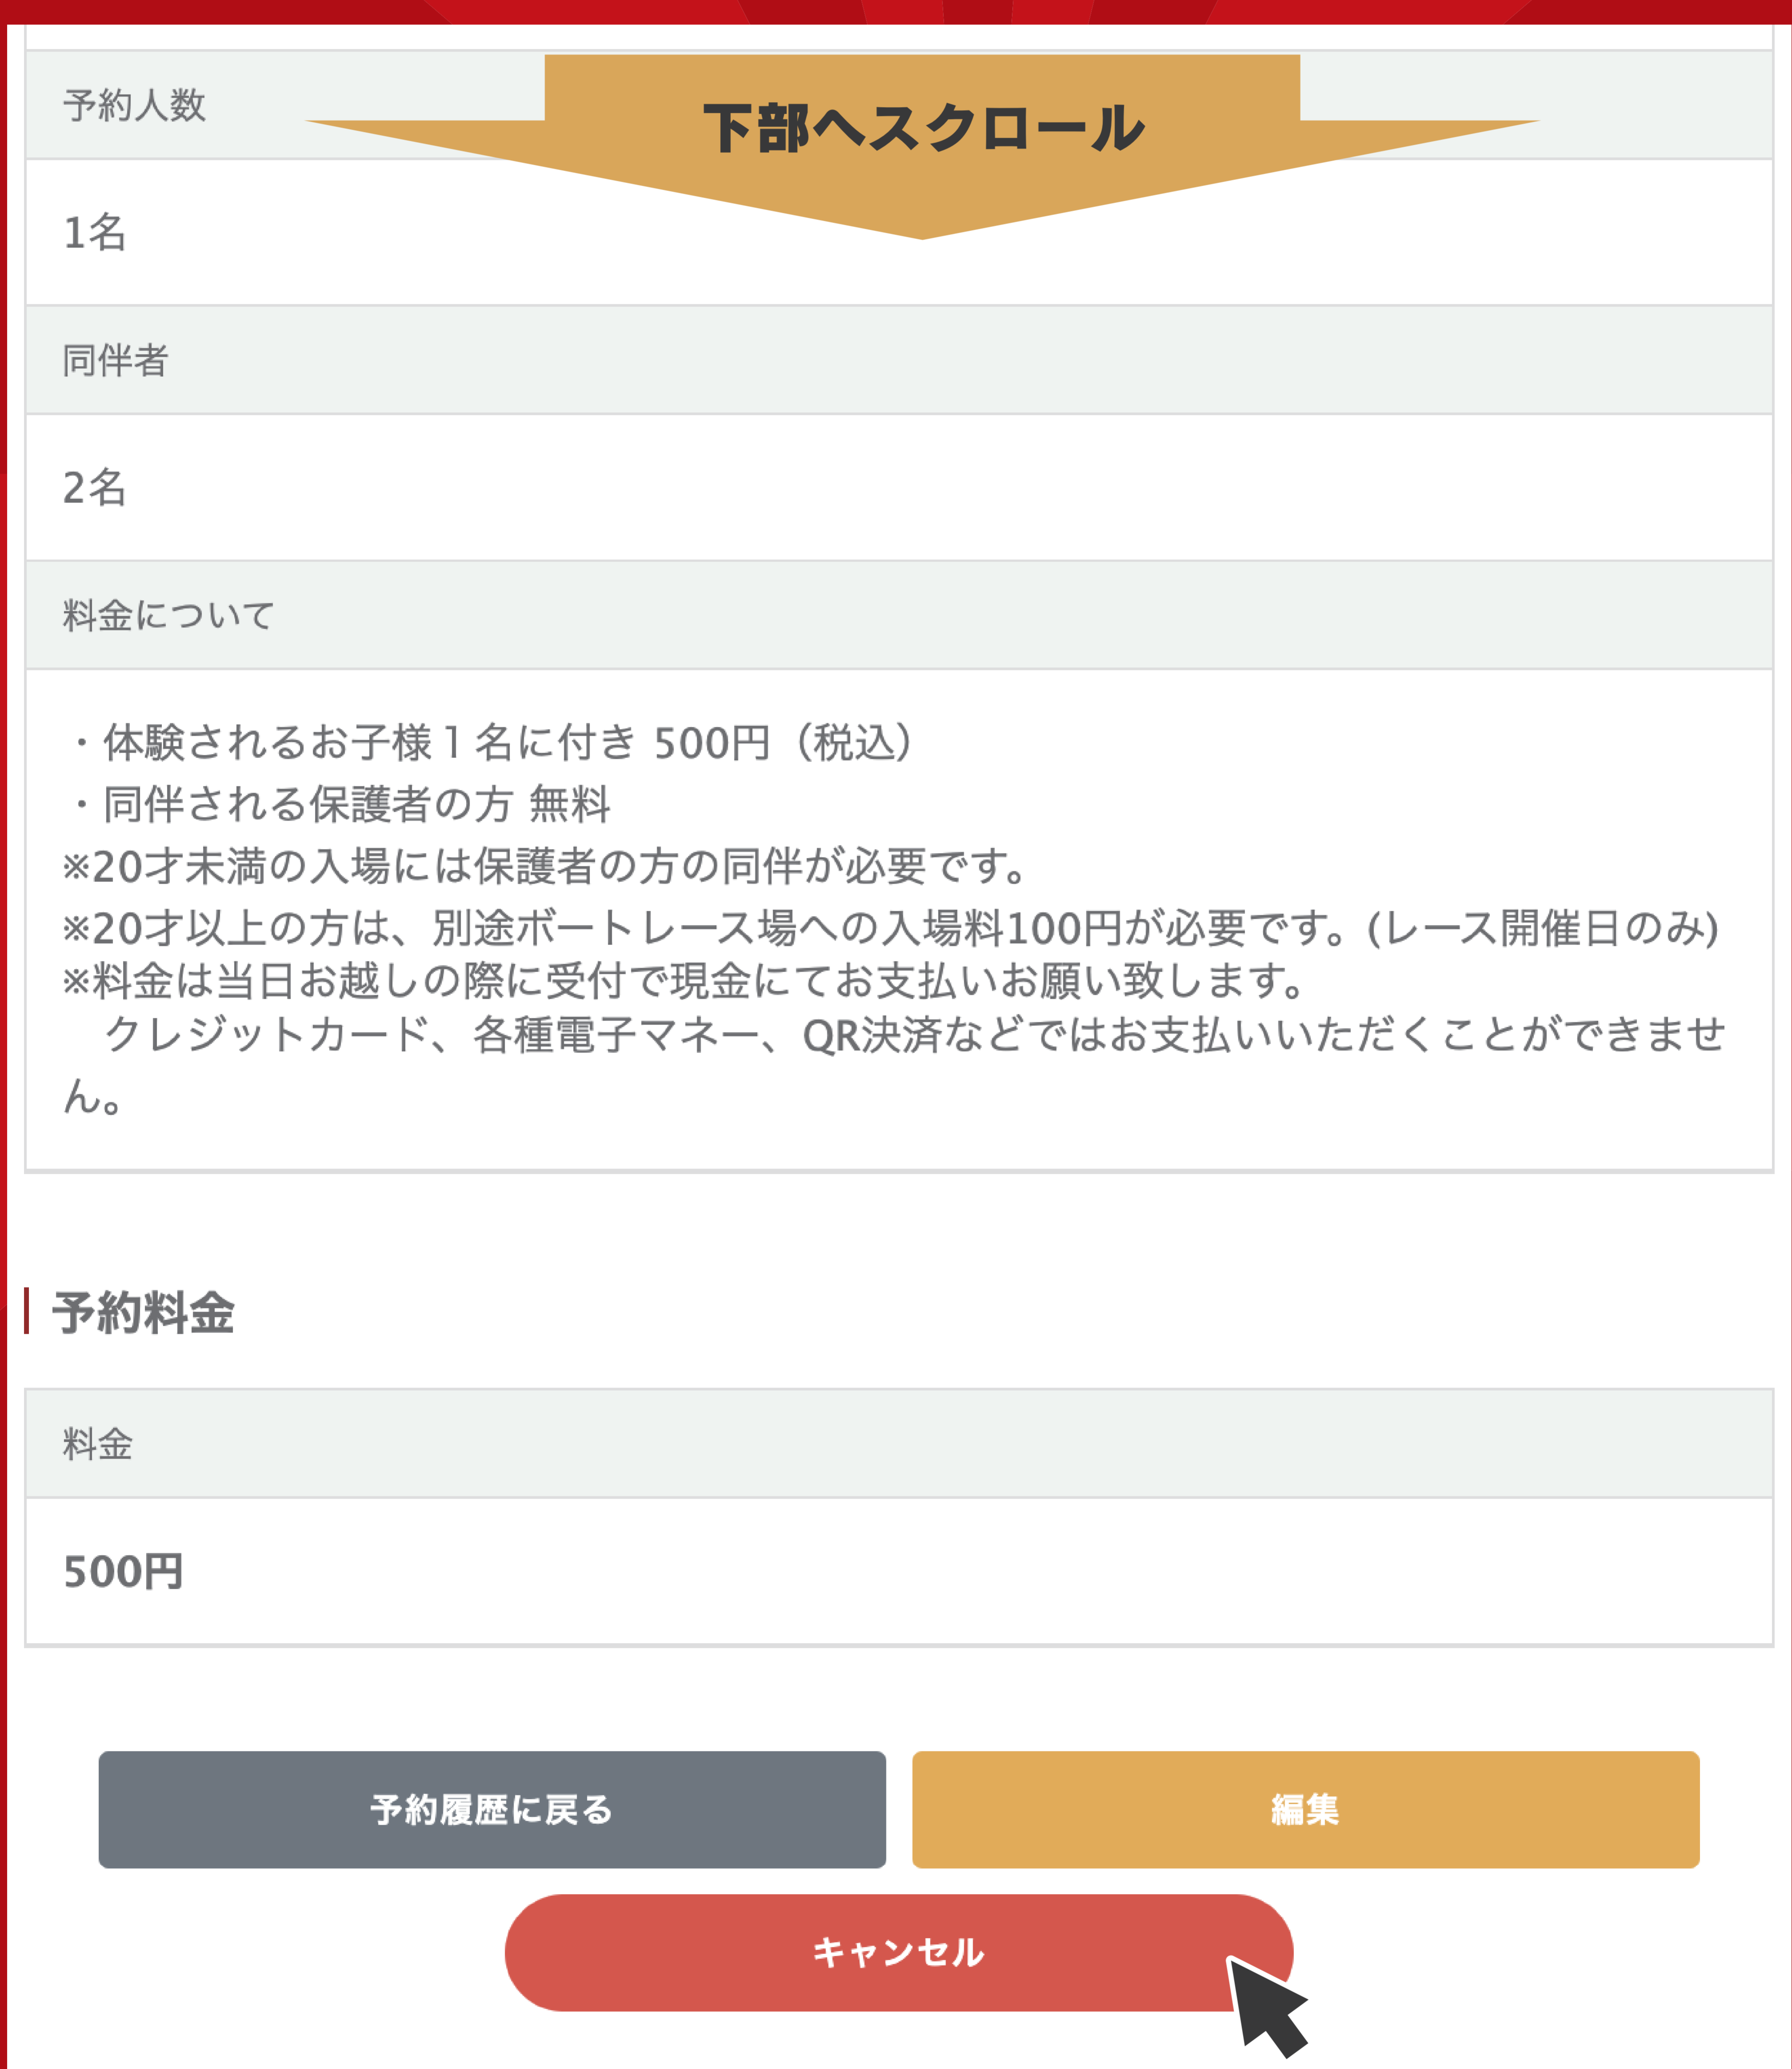 下部へスクロール
予約人数
1名
同伴者
2名
料金について
・体験されるお子様１名に付き 500円（税込）
・同伴される保護者の方 無料
※20才未満の入場には保護者の方の同伴が必要です。
※20才以上の方は、別途ボートレース場への入場料100円が必要です。(レース開催日のみ)
※料金は当日お越しの際に受付で現金にてお支払いお願い致します。
　クレジットカード、各種電子マネー、QR決済などではお支払いいただくことができませ
ん。
予約料金
料金
500円
予約履歴に戻る
編集
キャンセル